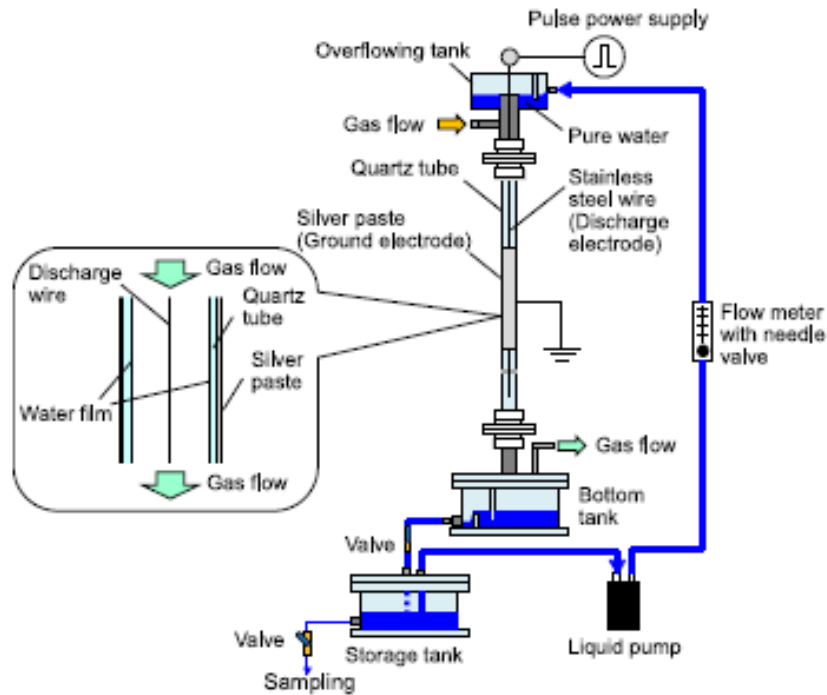 Pulse power supply
Overflowing tank
Gas flow
Pure water
Quartz tube
Stainless
steel wire
(Discharge
electrode)
Silver paste
(Ground electrode)
Discharge
wire
Gas flow
Quartz
tube
Silver
paste
Water film
Gas flow
Flow meter
with needle
valve
Gas flow
Bottom
tank
Valve
Liquid pump
Valve
Storage tank
Sampling